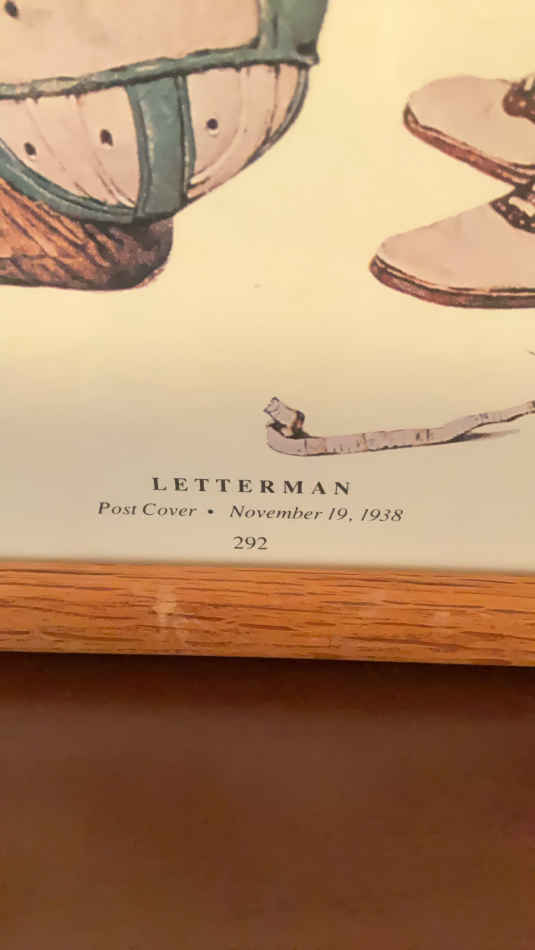 LETTERMAN
Post Cover • November 19, 1938
292